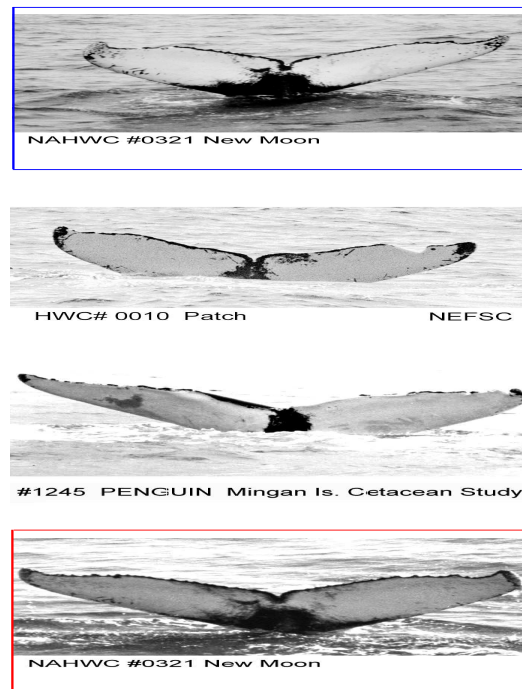 NAHWC #0321 New Moon
HWC# 0010 Patch NEFSC
#1245 PENGUIN Mingan Is. Cetacean Study
NAHWC #0321 New Moon